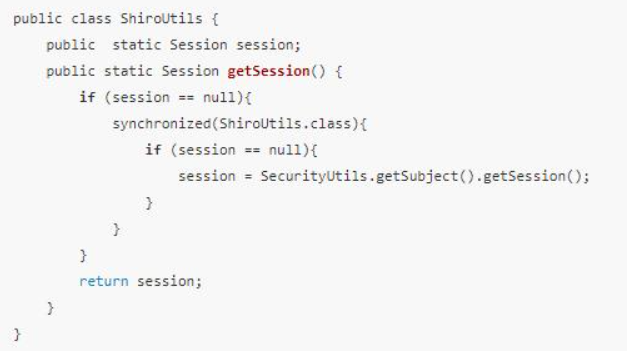 public class ShiroUtils {
    public  static Session session;
    public static Session getSession() {
        if (session == null){
            synchronized(ShiroUtils.class){
                if (session == null){
                    session = SecurityUtils.getSubject().getSession();
                }
            }
        }
        return session;
    }
}